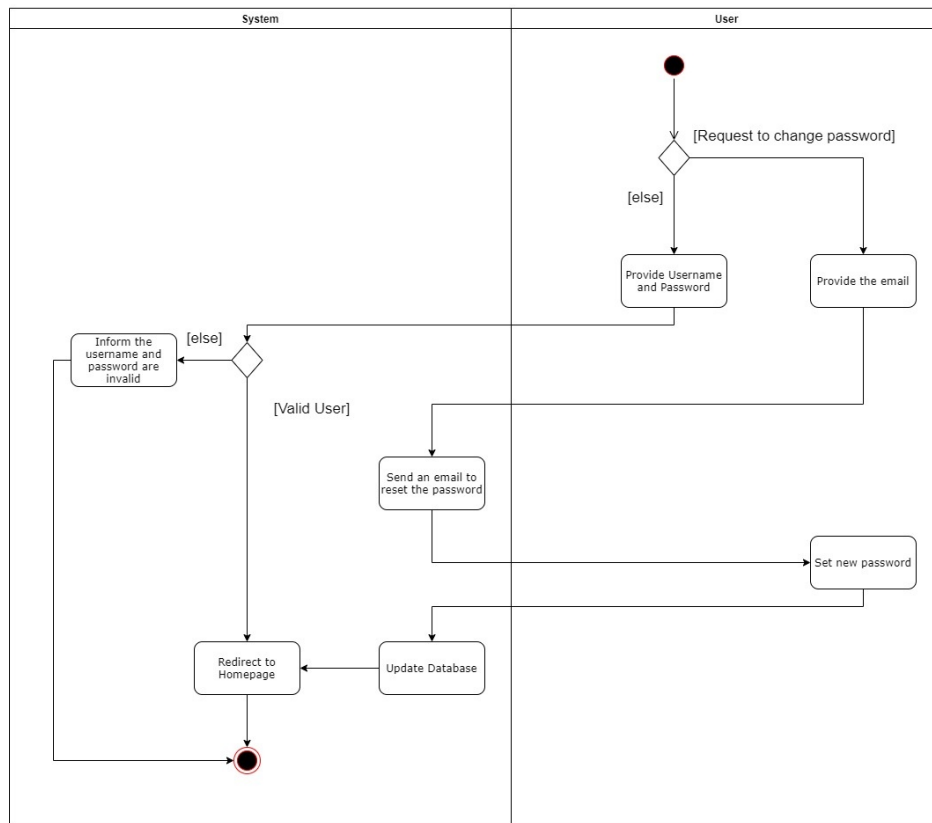 System
User
[Request to change password]
[else]
Provide Username
and Password
Provide the email
Inform the
username and
password are
invalid
[else]
[Valid User]
Send an email to
reset the password
Set new password
Redirect to
Homepage
Update Database